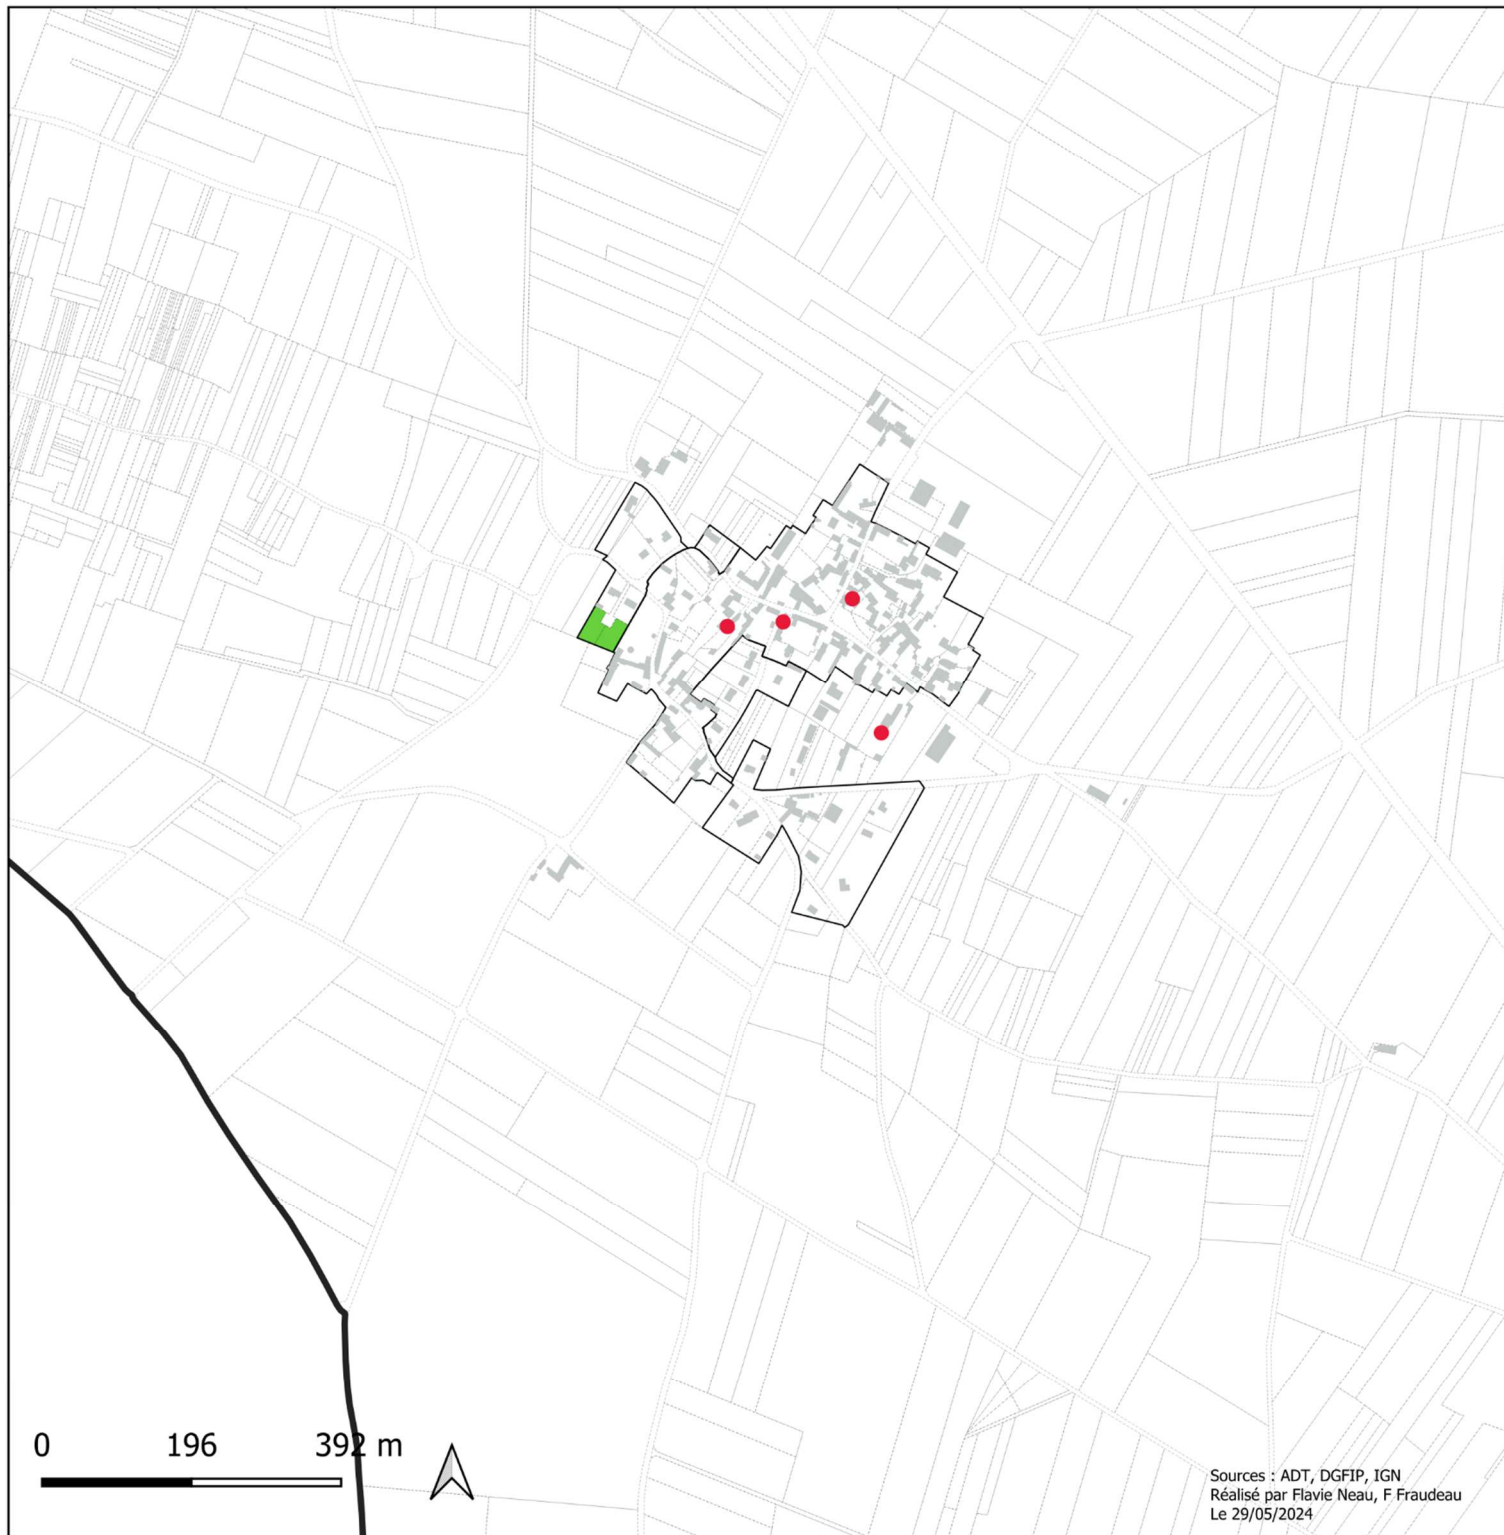 0 196 392 m
Sources : ADT, DGFIP, IGN
Réalisé par Flavie Neau, F Fraudeau
Le 29/05/2024